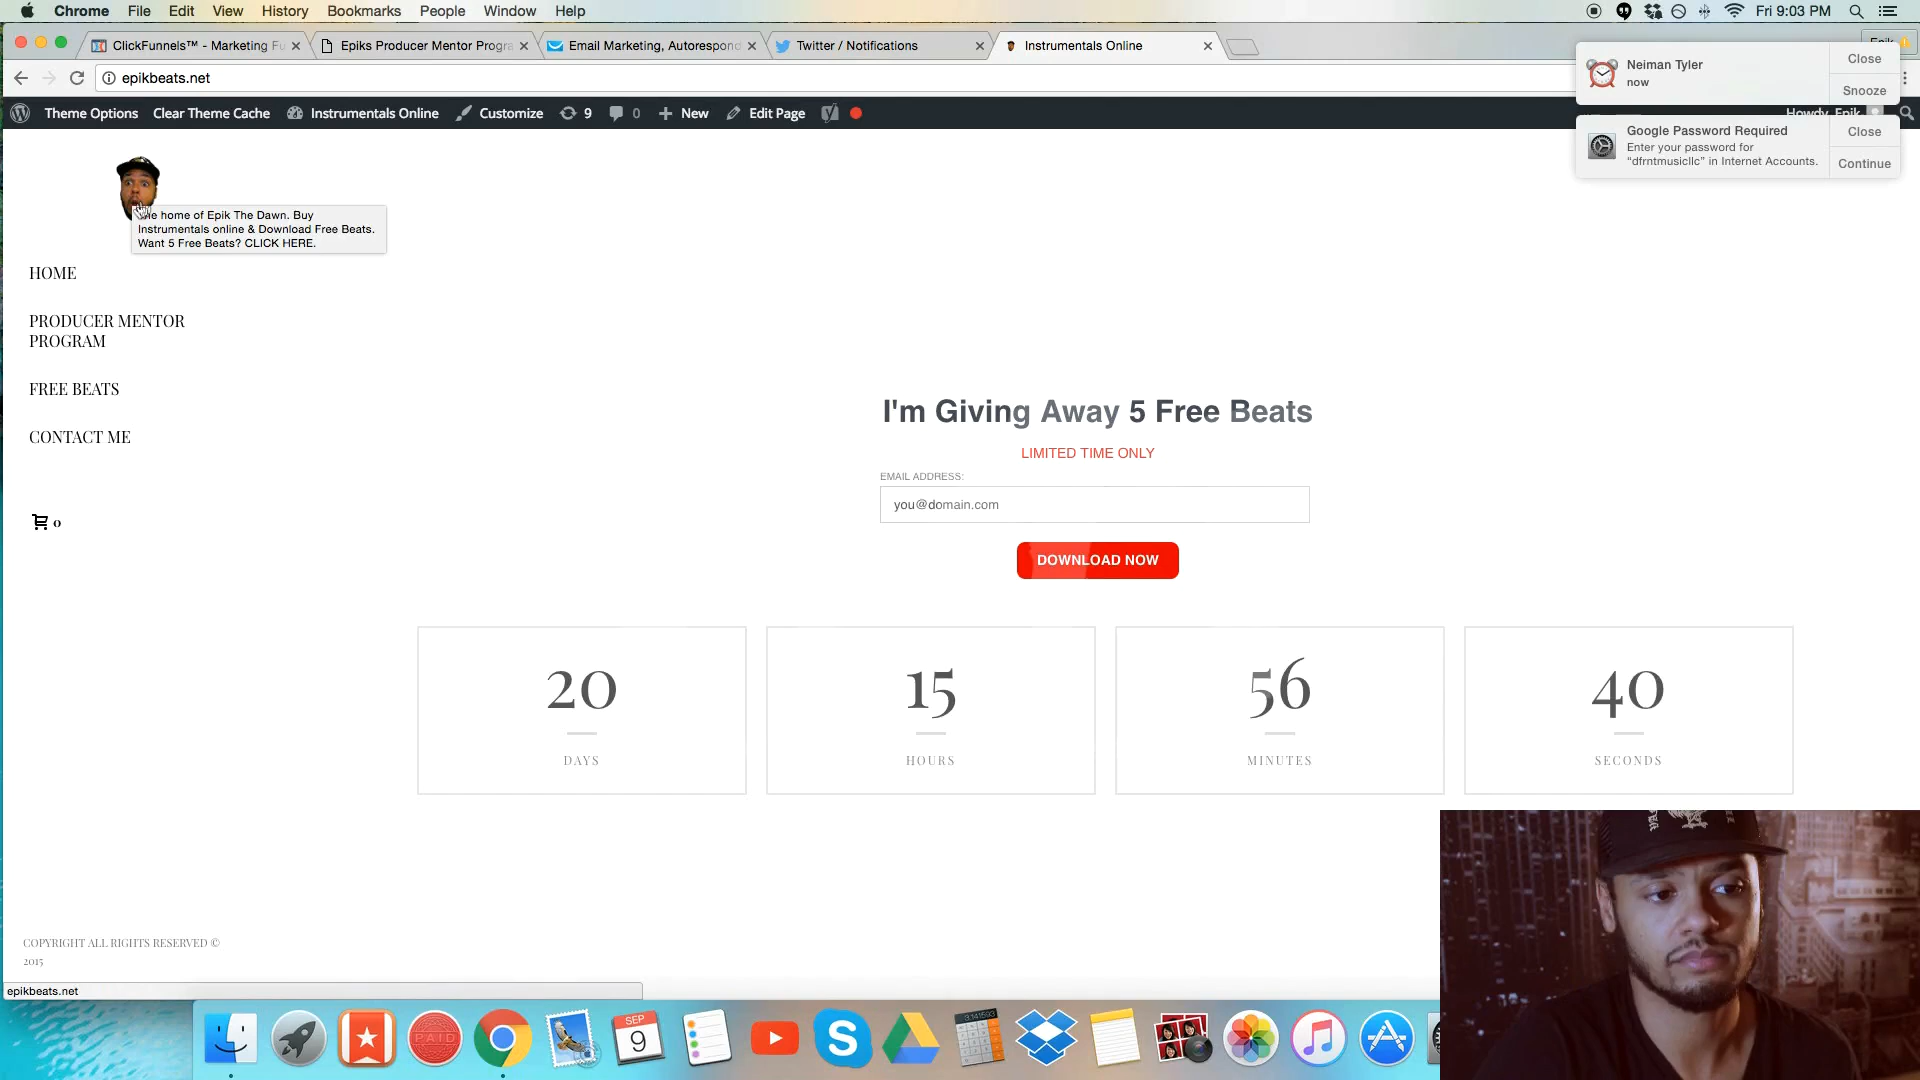 Chrome File Edit View History Bookmarks People Window Help
Fri 9:03 PM
ClickFunnels™ - Marketing Fu
Epiks Producer Mentor Progra
Email Marketing, Autorespond
Twitter / Notifications
Instrumentals Online
epikbeats.net
Theme Options Clear Theme Cache Instrumentals Online Customize 9 0 New Edit Page
Howdy, Epik
Neiman Tyler
now
Close
Snooze
Google Password Required
Enter your password for
“dfrntmusicllc” in Internet Accounts.
Close
Continue
home of Epik The Dawn. Buy
Instrumentals online & Download Free Beats.
Want 5 Free Beats? CLICK HERE.
HOME
PRODUCER MENTOR
PROGRAM
FREE BEATS
CONTACT ME
0
I'm Giving Away 5 Free Beats
LIMITED TIME ONLY
EMAIL ADDRESS:
you@domain.com
DOWNLOAD NOW
20
DAYS
15
HOURS
56
MINUTES
40
SECONDS
COPYRIGHT ALL RIGHTS RESERVED ©
2015
epikbeats.net
PAID
SEP
9
3.141593